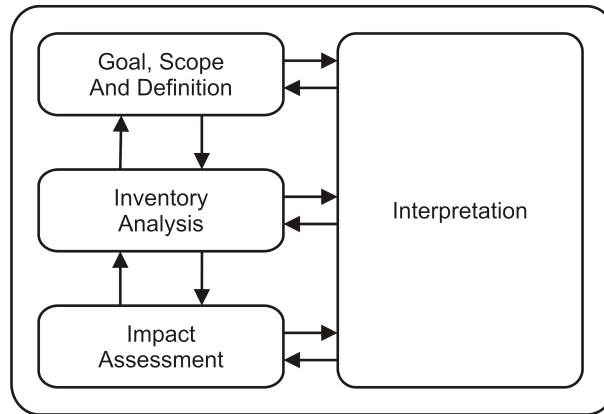 Goal, Scope
And Definition
Inventory
Analysis
Interpretation
Impact
Assessment